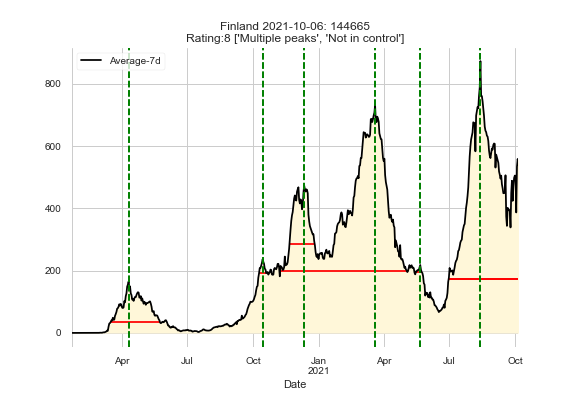 Finland 2021-10-06: 144665
Rating:8 ['Multiple peaks', 'Not in control']
Average-7d
800
600
400
200
0
Apr
Jul
Oct
Jan
2021
Apr
Jul
Oct
Date